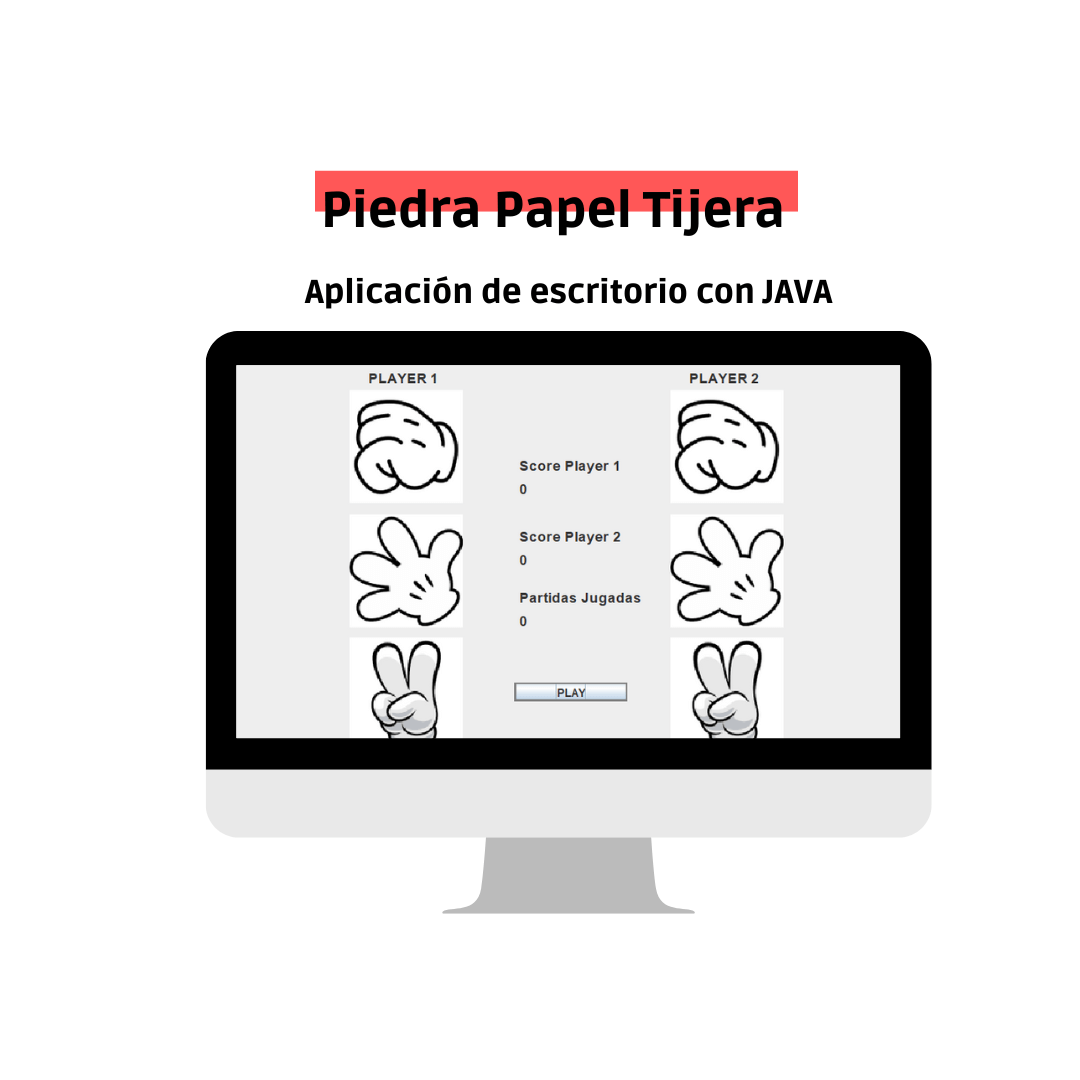 Piedra Papel Tijera
Aplicación de escritorio con JAVA
PLAYER 1
PLAYER 2
Score Player 1
0
Score Player 2
0
Partidas Jugadas
0
PLAY